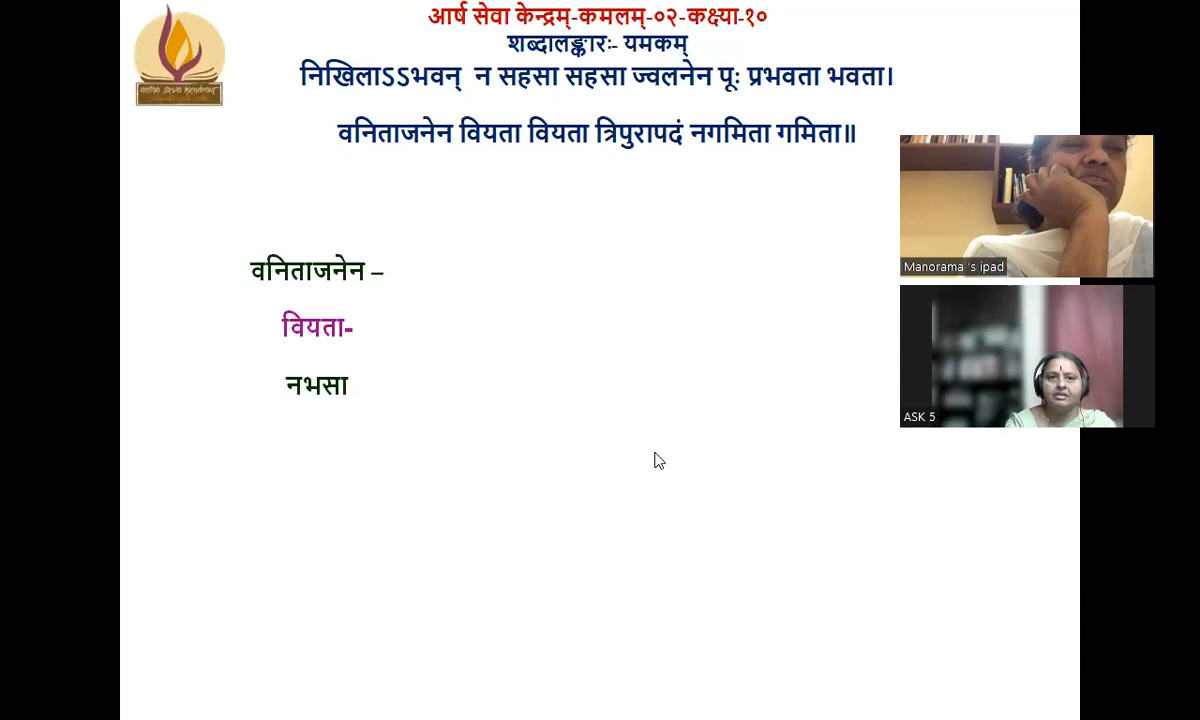 आर्ष सेवा केन्द्रम्-कमलम्-०२-कक्ष्या-१०
शब्दालङ्कारः- यमकम्
निखिलाऽऽभवन् न सहसा सहसा ज्वलनेन पूः प्रभवता भवता।
वनिताजनेन वियता वियता त्रिपुरापदं नगमिता गमिता॥
वनिताजनेन –
वियता-
नभसा
Manorama 's ipad
ASK 5